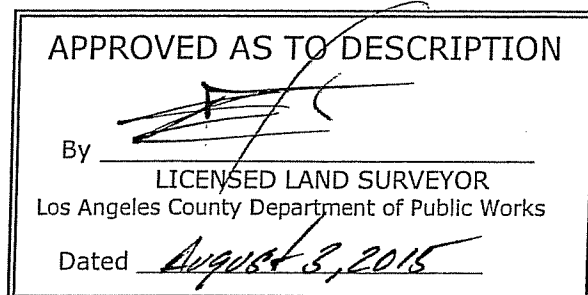 APPROVED AS TO DESCRIPTION
By
LICENSED LAND SURVEYOR
Los Angeles County Department of Public Works
Dated August 3, 2015